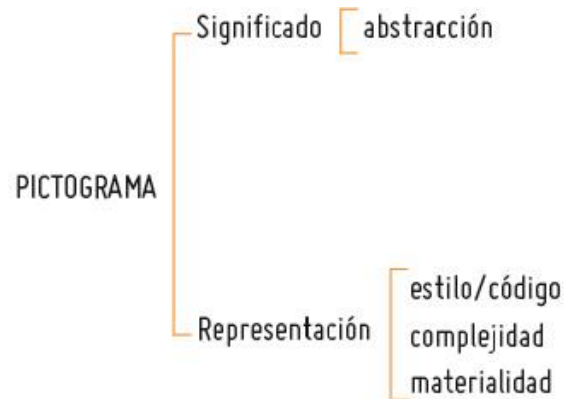 Significado
abstracción
PICTOGRAMA
Representación
estilo/código
complejidad
materialidad